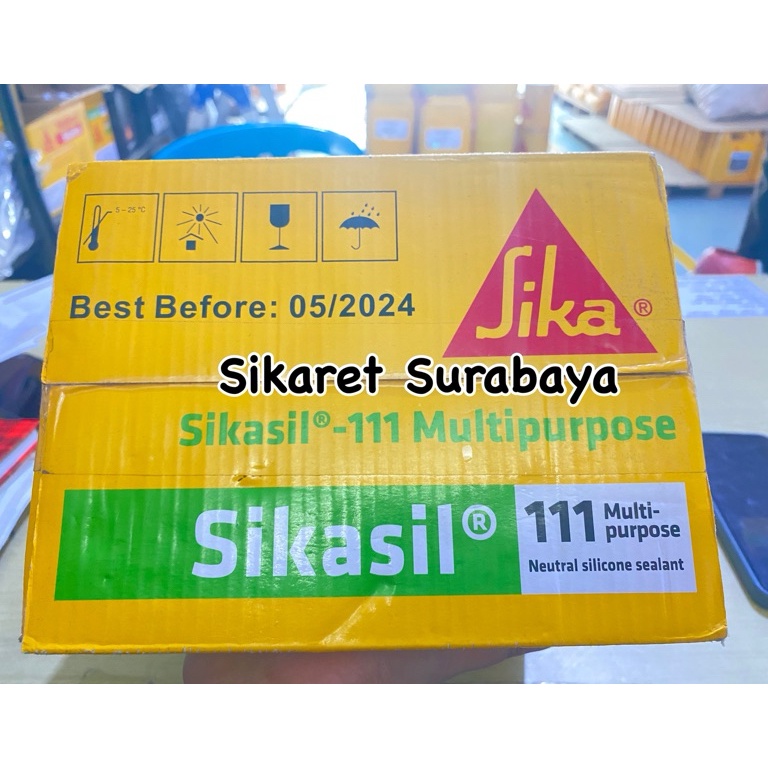 5 - 25 °C
Best Before: 05/2024
Sika®
Sikaret Surabaya
Sikasil®-111 Multipurpose
Sikasil®
111 Multi-
purpose
Neutral silicone sealant